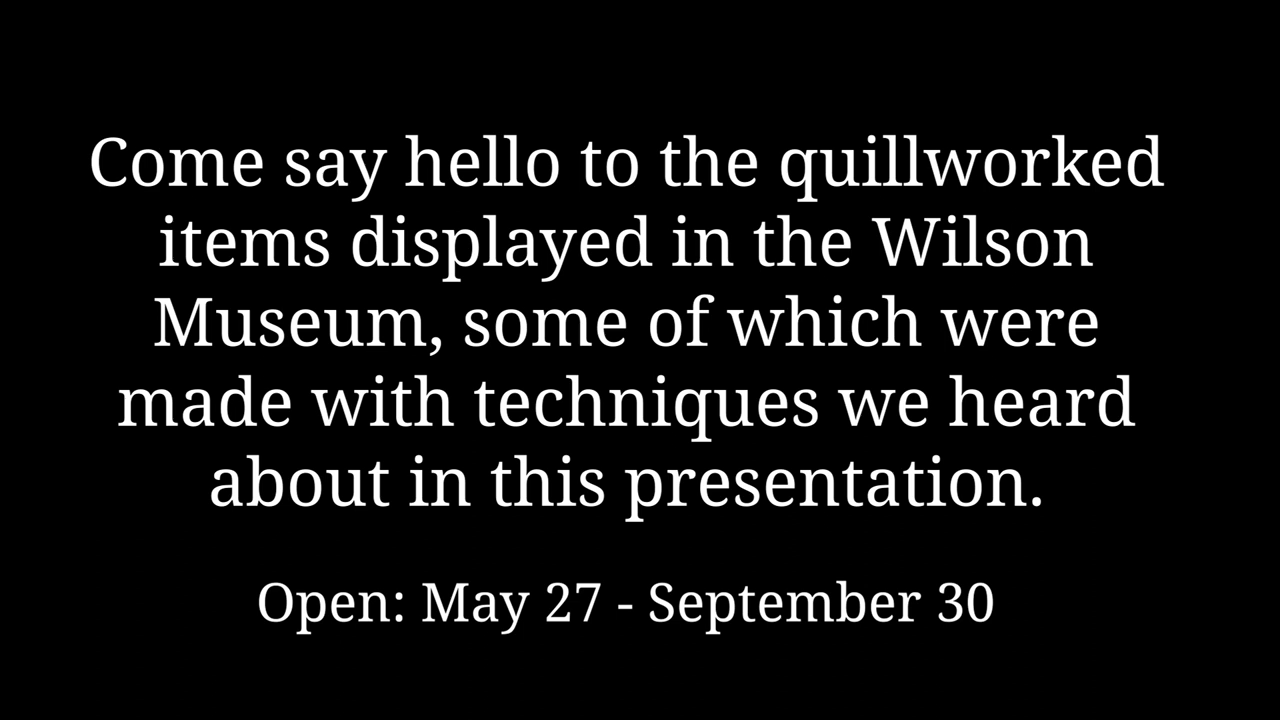 Come say hello to the quillworked
items displayed in the Wilson
Museum, some of which were
made with techniques we heard
about in this presentation.
Open: May 27 - September 30